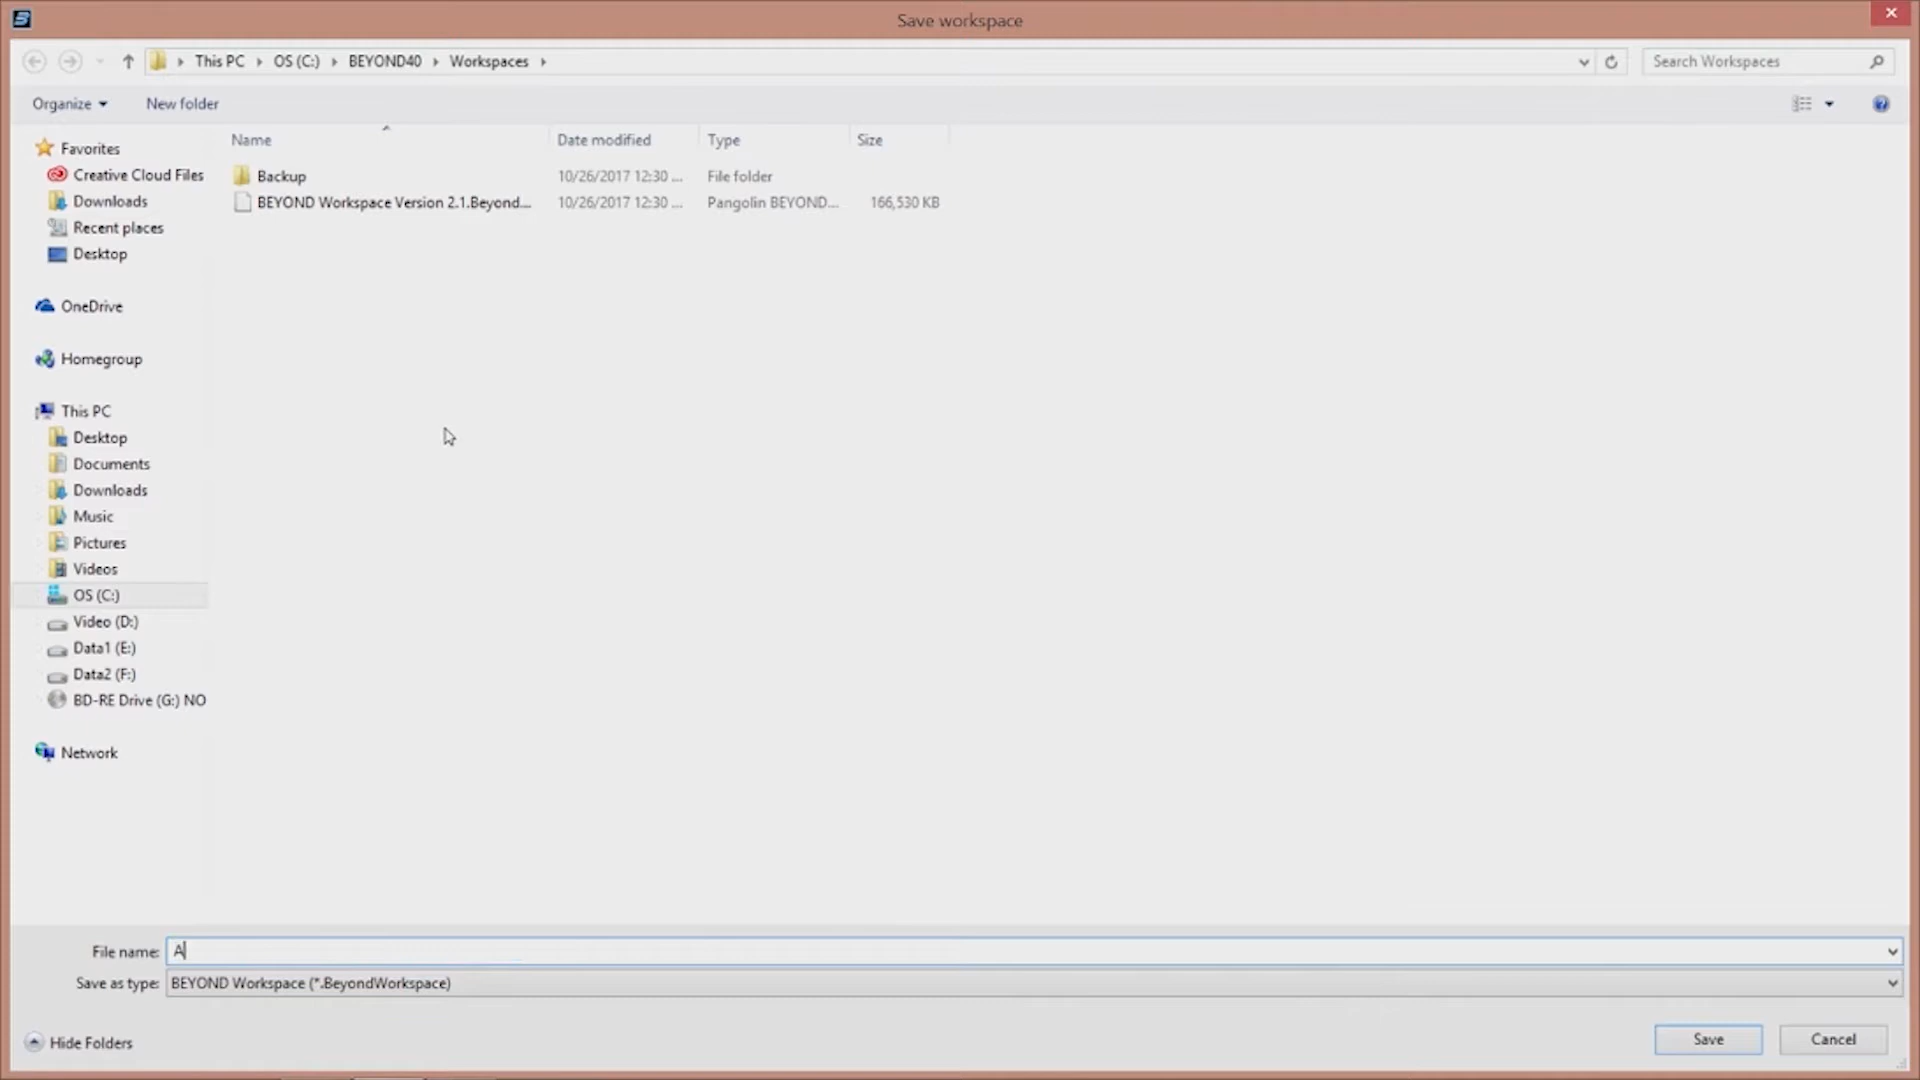 Save workspace
This PC OS (C:) BEYOND40 Workspaces
Search Workspaces
Organize New folder
Name Date modified Type Size
Favorites
Creative Cloud Files
Downloads
Recent places
Desktop
OneDrive
Homegroup
This PC
Desktop
Documents
Downloads
Music
Pictures
Videos
OS (C:)
Video (D:)
Data1 (E:)
Data2 (F:)
BD-RE Drive (G:) NO
Network
Backup 10/26/2017 12:30 ... File folder
BEYOND Workspace Version 2.1.Beyond... 10/26/2017 12:30 ... Pangolin BEYOND... 166,530 KB
File name: A
Save as type: BEYOND Workspace (*.BeyondWorkspace)
Hide Folders
Save Cancel